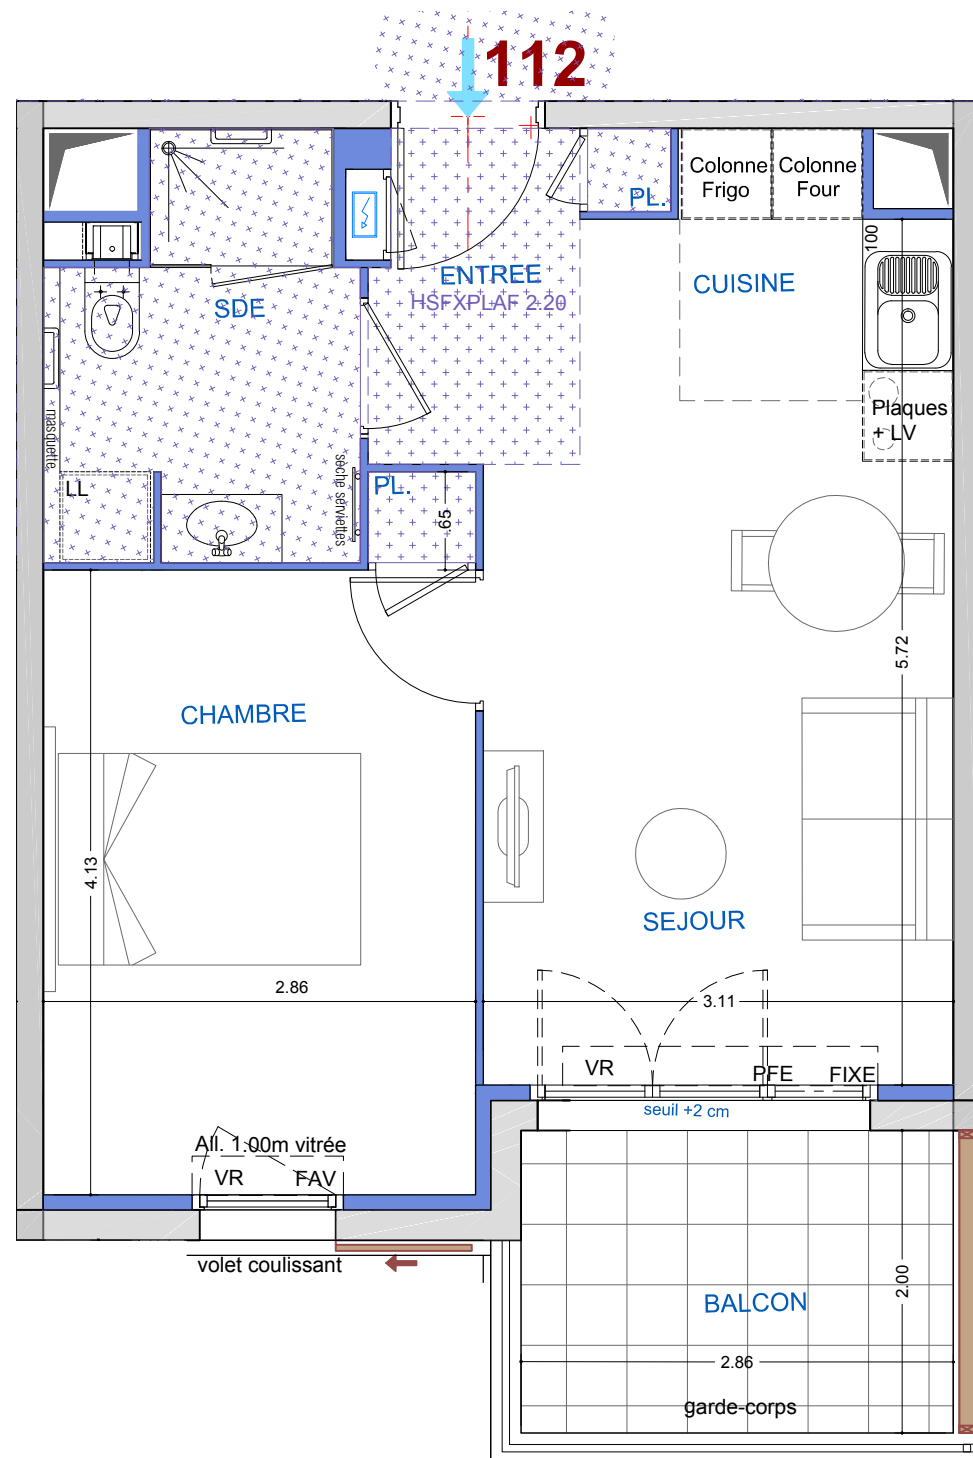 112
Colonne
Frigo
Colonne
Four
PL.
100
ENTREE
HSFXPLAF 2.20
CUISINE
SDE
Plaques
+ LV
masquette
sèche serviettes
LL
PL.
.65
5.72
CHAMBRE
4.13
SEJOUR
2.86
3.11
VR
PFE
FIXE
seuil +2 cm
All. 1.00m vitrée
VR
FAV
volet coulissant
BALCON
2.00
2.86
garde-corps